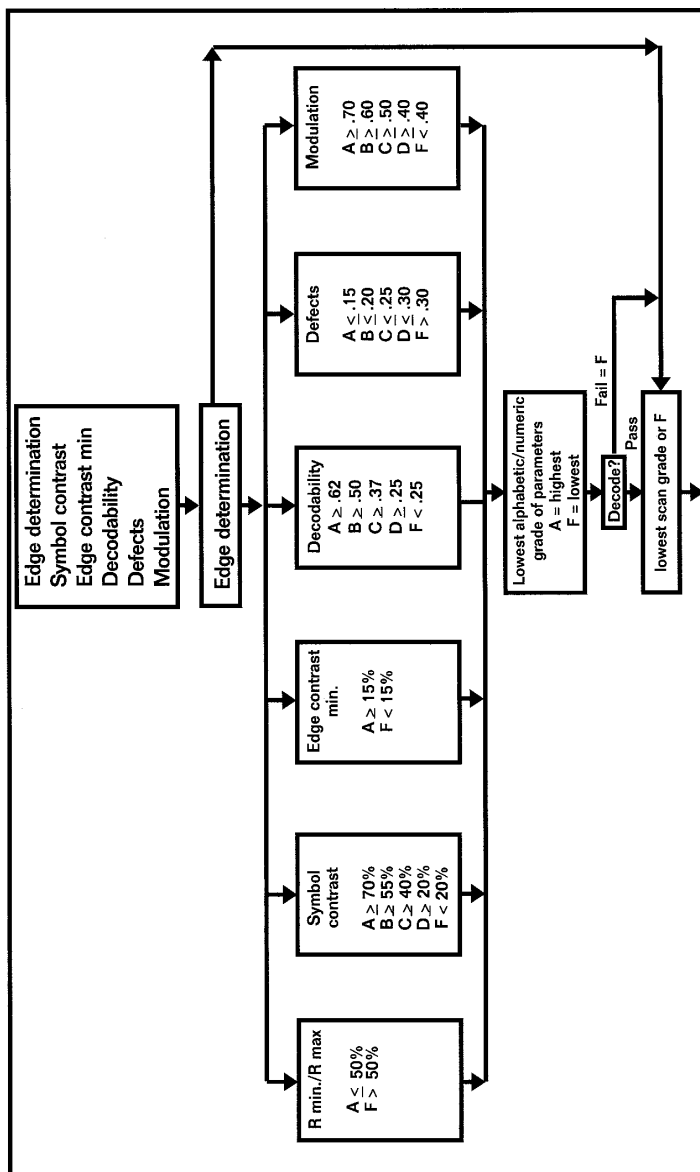 Edge determination
Symbol contrast
Edge contrast min
Decodability
Defects
Modulation
Edge determination
R min./R max
A ≤ 50%
F > 50%
Symbol
contrast
A ≥ 70%
B ≥ 55%
C ≥ 40%
D ≥ 20%
F < 20%
Edge contrast
min.
A ≥ 15%
F < 15%
Decodability
A ≥ .62
B ≥ .50
C ≥ .37
D ≥ .25
F < .25
Defects
A ≤ .15
B ≤ .20
C ≤ .25
D ≤ .30
F > .30
Modulation
A ≥ .70
B ≥ .60
C ≥ .50
D ≥ .40
F < .40
Lowest alphabetic/numeric
grade of parameters
A = highest
F = lowest
Decode?
Fail = F
Pass
lowest scan grade or F